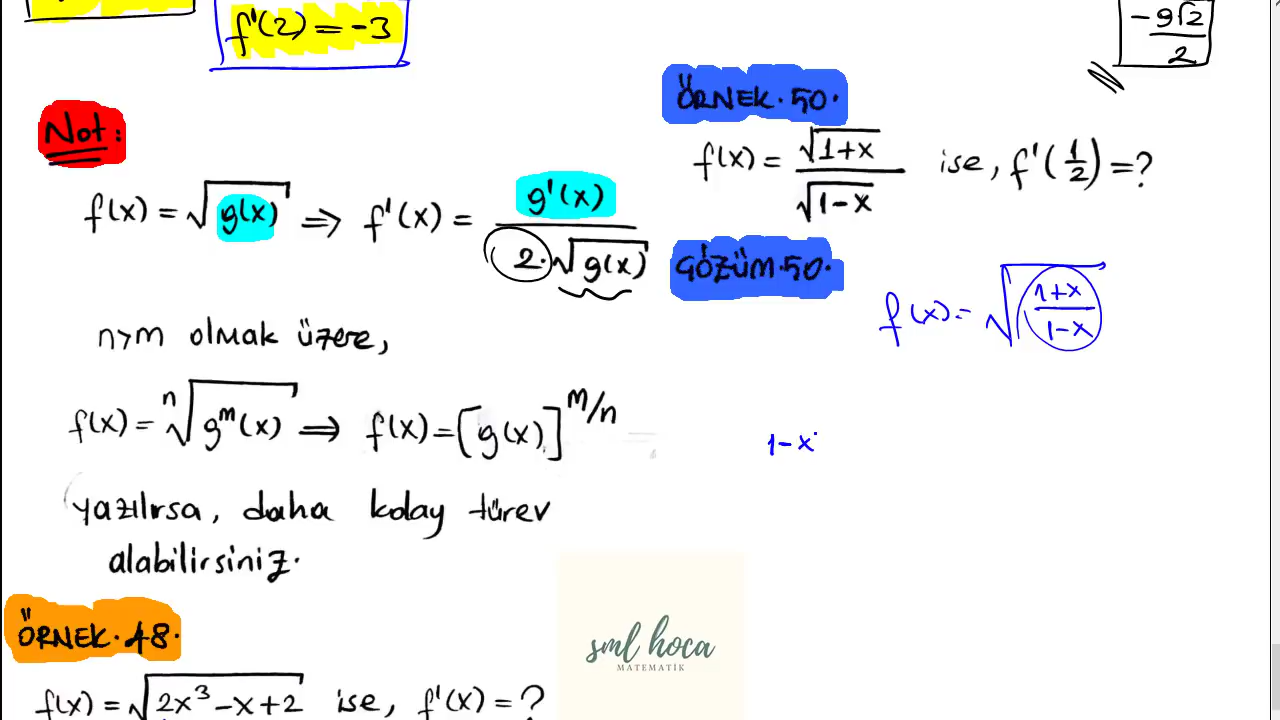 f'(2) = -3
-9√2/2
Not:
f(x) = √g(x) ⇒ f'(x) = g'(x)/2·√g(x)
n>m olmak üzere,
f(x) = ⁿ√gᵐ(x) ⇒ f(x) = [g(x)]^m/n
yazılırsa, daha kolay türev
alabilirsiniz.
ÖRNEK.48.
f(x) = √2x³-x+2 ise, f'(x) = ?
ÖRNEK.50.
f(x) = √1+x/√1-x ise, f'(1/2) = ?
GÖZÜM.50.
f(x) = √(1+x/1-x)
1-x
sml hoca
MATEMATİK